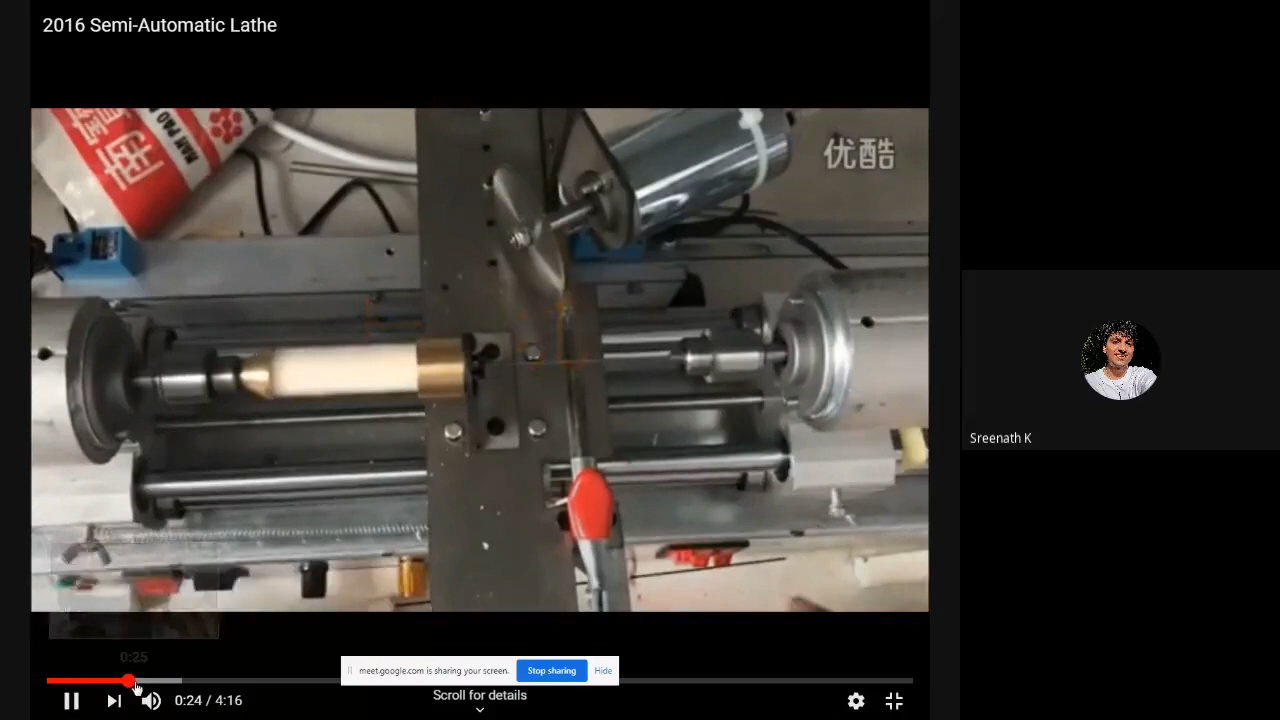 2016 Semi-Automatic Lathe
优酷
Sreenath K
0:25
meet.google.com is sharing your screen.
Stop sharing
Hide
0:24 / 4:16
Scroll for details